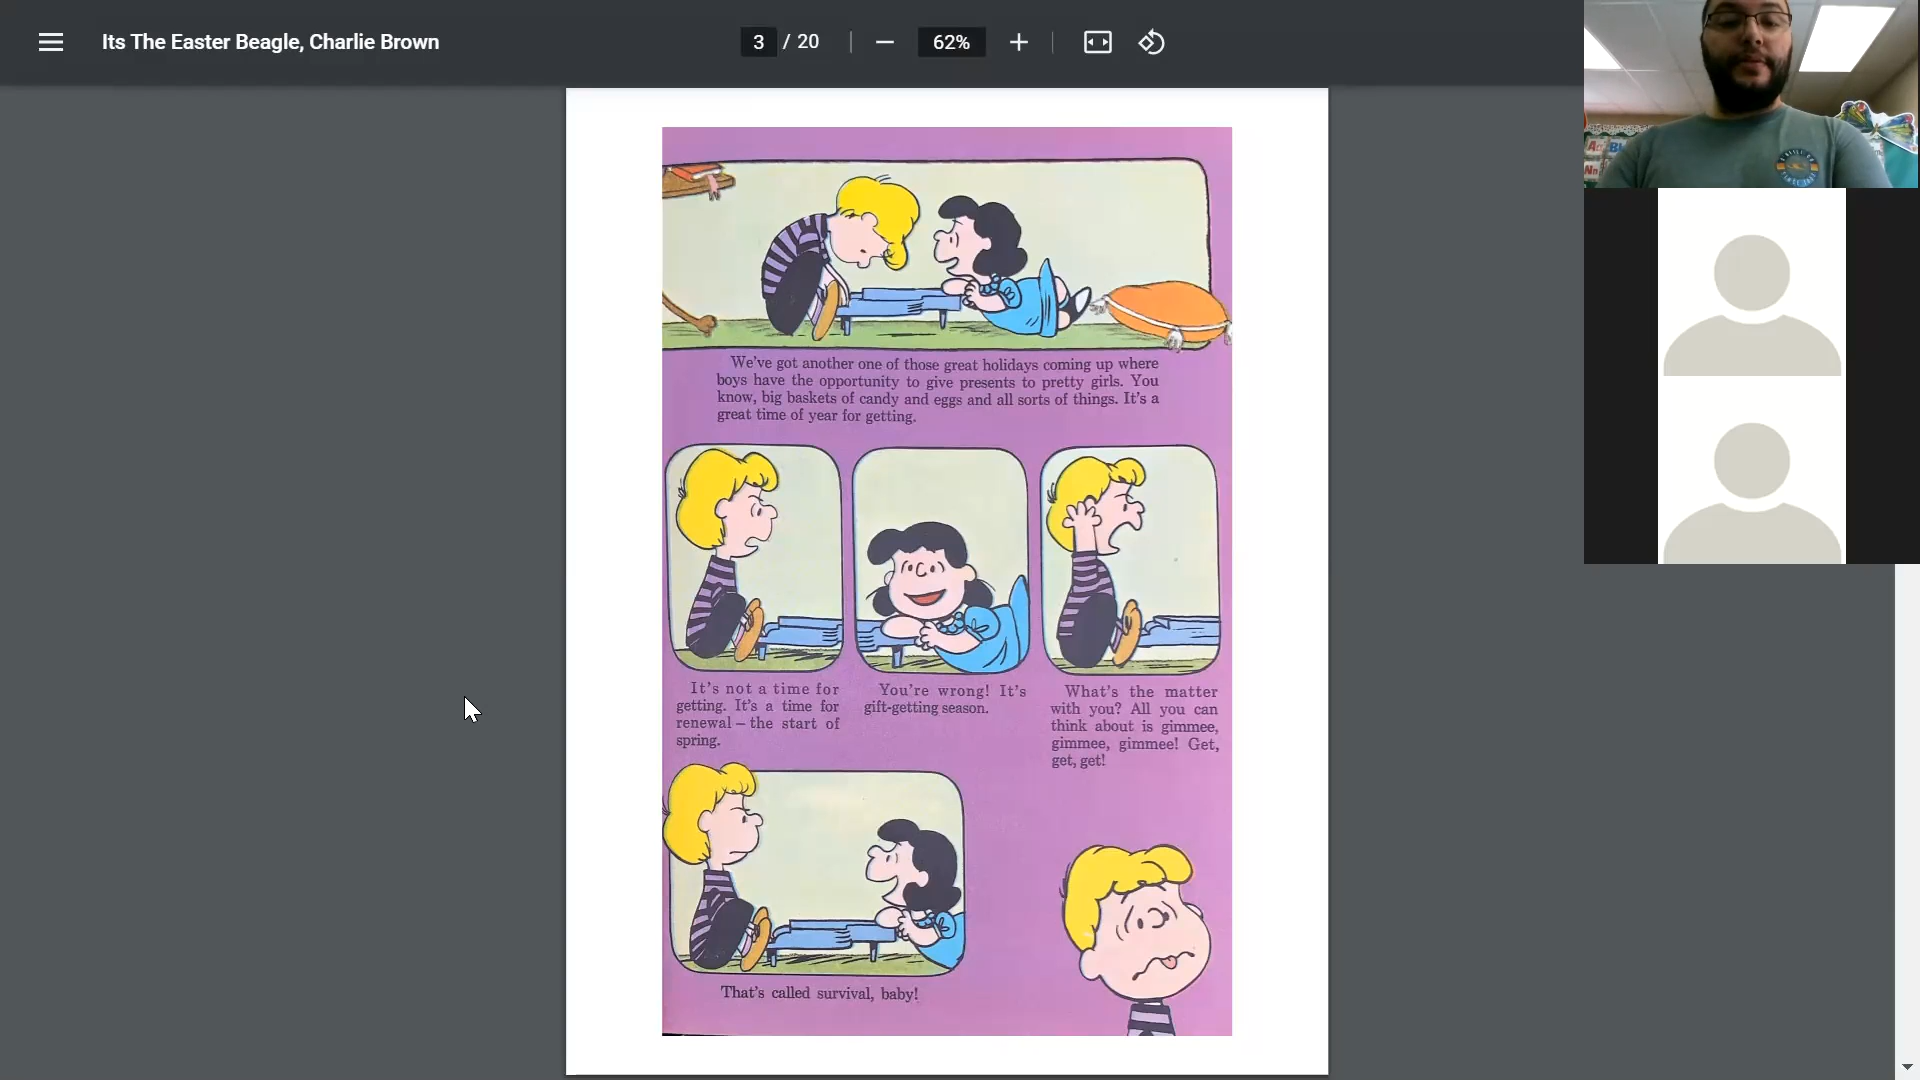 Its The Easter Beagle, Charlie Brown
3 / 20
62%
We've got another one of those great holidays coming up where
boys have the opportunity to give presents to pretty girls. You
know, big baskets of candy and eggs and all sorts of things. It's a
great time of year for getting.
It's not a time for
getting. It's a time for
renewal – the start of
spring.
You're wrong! It's
gift-getting season.
What's the matter
with you? All you can
think about is gimmee,
gimmee, gimmee! Get,
get, get!
That's called survival, baby!